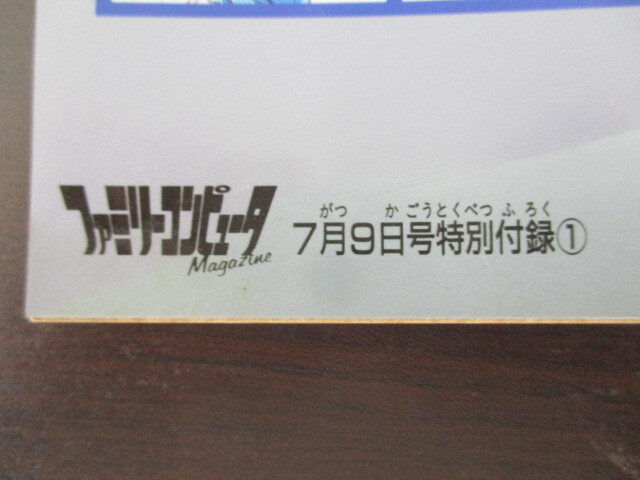 ファミリーコンピュータ
Magazine
がつ か ごうとくべつ ふ ろく
7月9日号特別付録①